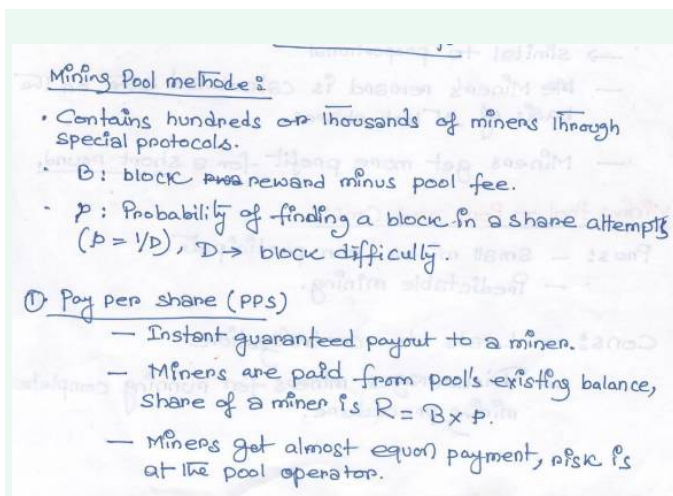 Mining Pool methods:
• Contains hundreds or thousands of miners through
special protocols.
• B: block reward minus pool fee.
• p: Probability of finding a block in a share attempts
(p = 1/D), D → block difficulty.
① Pay per share (PPS)
— Instant guaranteed payout to a miner.
— Miners are paid from pool's existing balance,
share of a miner is R = B × p.
— Miners get almost equal payment, risk is
at the pool operator.